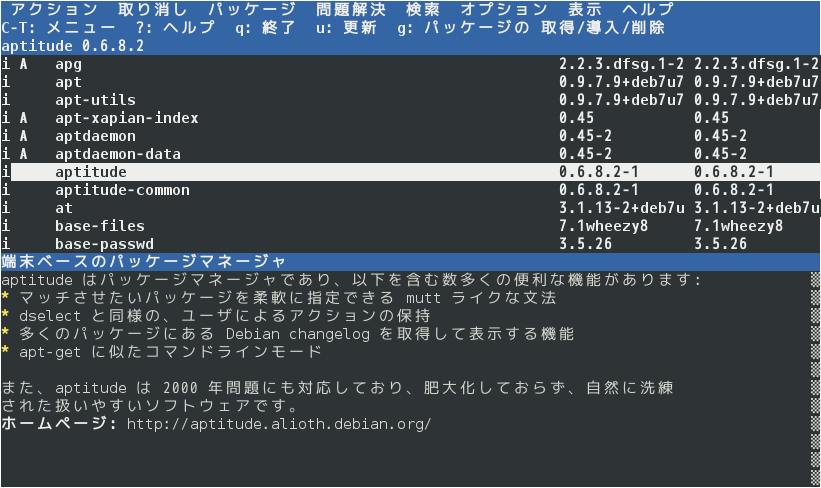 アクション 取り消し パッケージ 問題解決 検索 オプション 表示 ヘルプ
C-T: メニュー ?: ヘルプ q: 終了 u: 更新 g: パッケージの 取得/導入/削除
aptitude 0.6.8.2
i A apg 2.2.3.dfsg.1-2 2.2.3.dfsg.1-2
i apt 0.9.7.9+deb7u7 0.9.7.9+deb7u7
i apt-utils 0.9.7.9+deb7u7 0.9.7.9+deb7u7
i A apt-xapian-index 0.45 0.45
i A aptdaemon 0.45-2 0.45-2
i A aptdaemon-data 0.45-2 0.45-2
i aptitude 0.6.8.2-1 0.6.8.2-1
i aptitude-common 0.6.8.2-1 0.6.8.2-1
i at 3.1.13-2+deb7u 3.1.13-2+deb7u
i base-files 7.1wheezy8 7.1wheezy8
i base-passwd 3.5.26 3.5.26
端末ベースのパッケージマネージャ
aptitude はパッケージマネージャであり、以下を含む数多くの便利な機能があります:
* マッチさせたいパッケージを柔軟に指定できる mutt ライクな文法
* dselect と同様の、ユーザによるアクションの保持
* 多くのパッケージにある Debian changelog を取得して表示する機能
* apt-get に似たコマンドラインモード
また、aptitude は 2000 年問題にも対応しており、肥大化しておらず、自然に洗練
された扱いやすいソフトウェアです。
ホームページ: http://aptitude.alioth.debian.org/